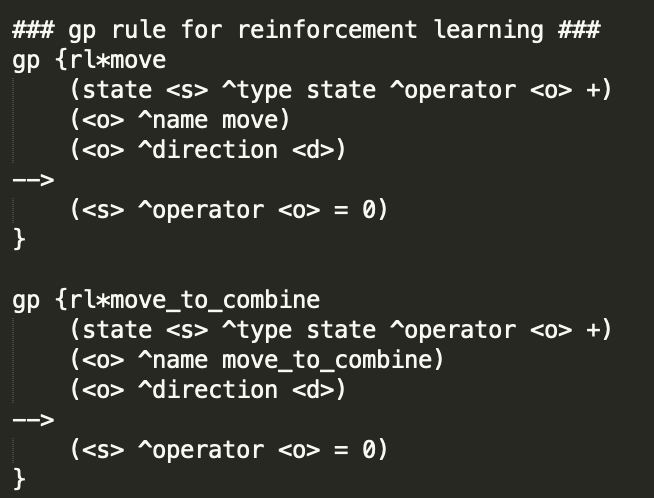 ### gp rule for reinforcement learning ###
gp {rl*move
    (state <s> ^type state ^operator <o> +)
    (<o> ^name move)
    (<o> ^direction <d>)
-->
    (<s> ^operator <o> = 0)
}

gp {rl*move_to_combine
    (state <s> ^type state ^operator <o> +)
    (<o> ^name move_to_combine)
    (<o> ^direction <d>)
-->
    (<s> ^operator <o> = 0)
}